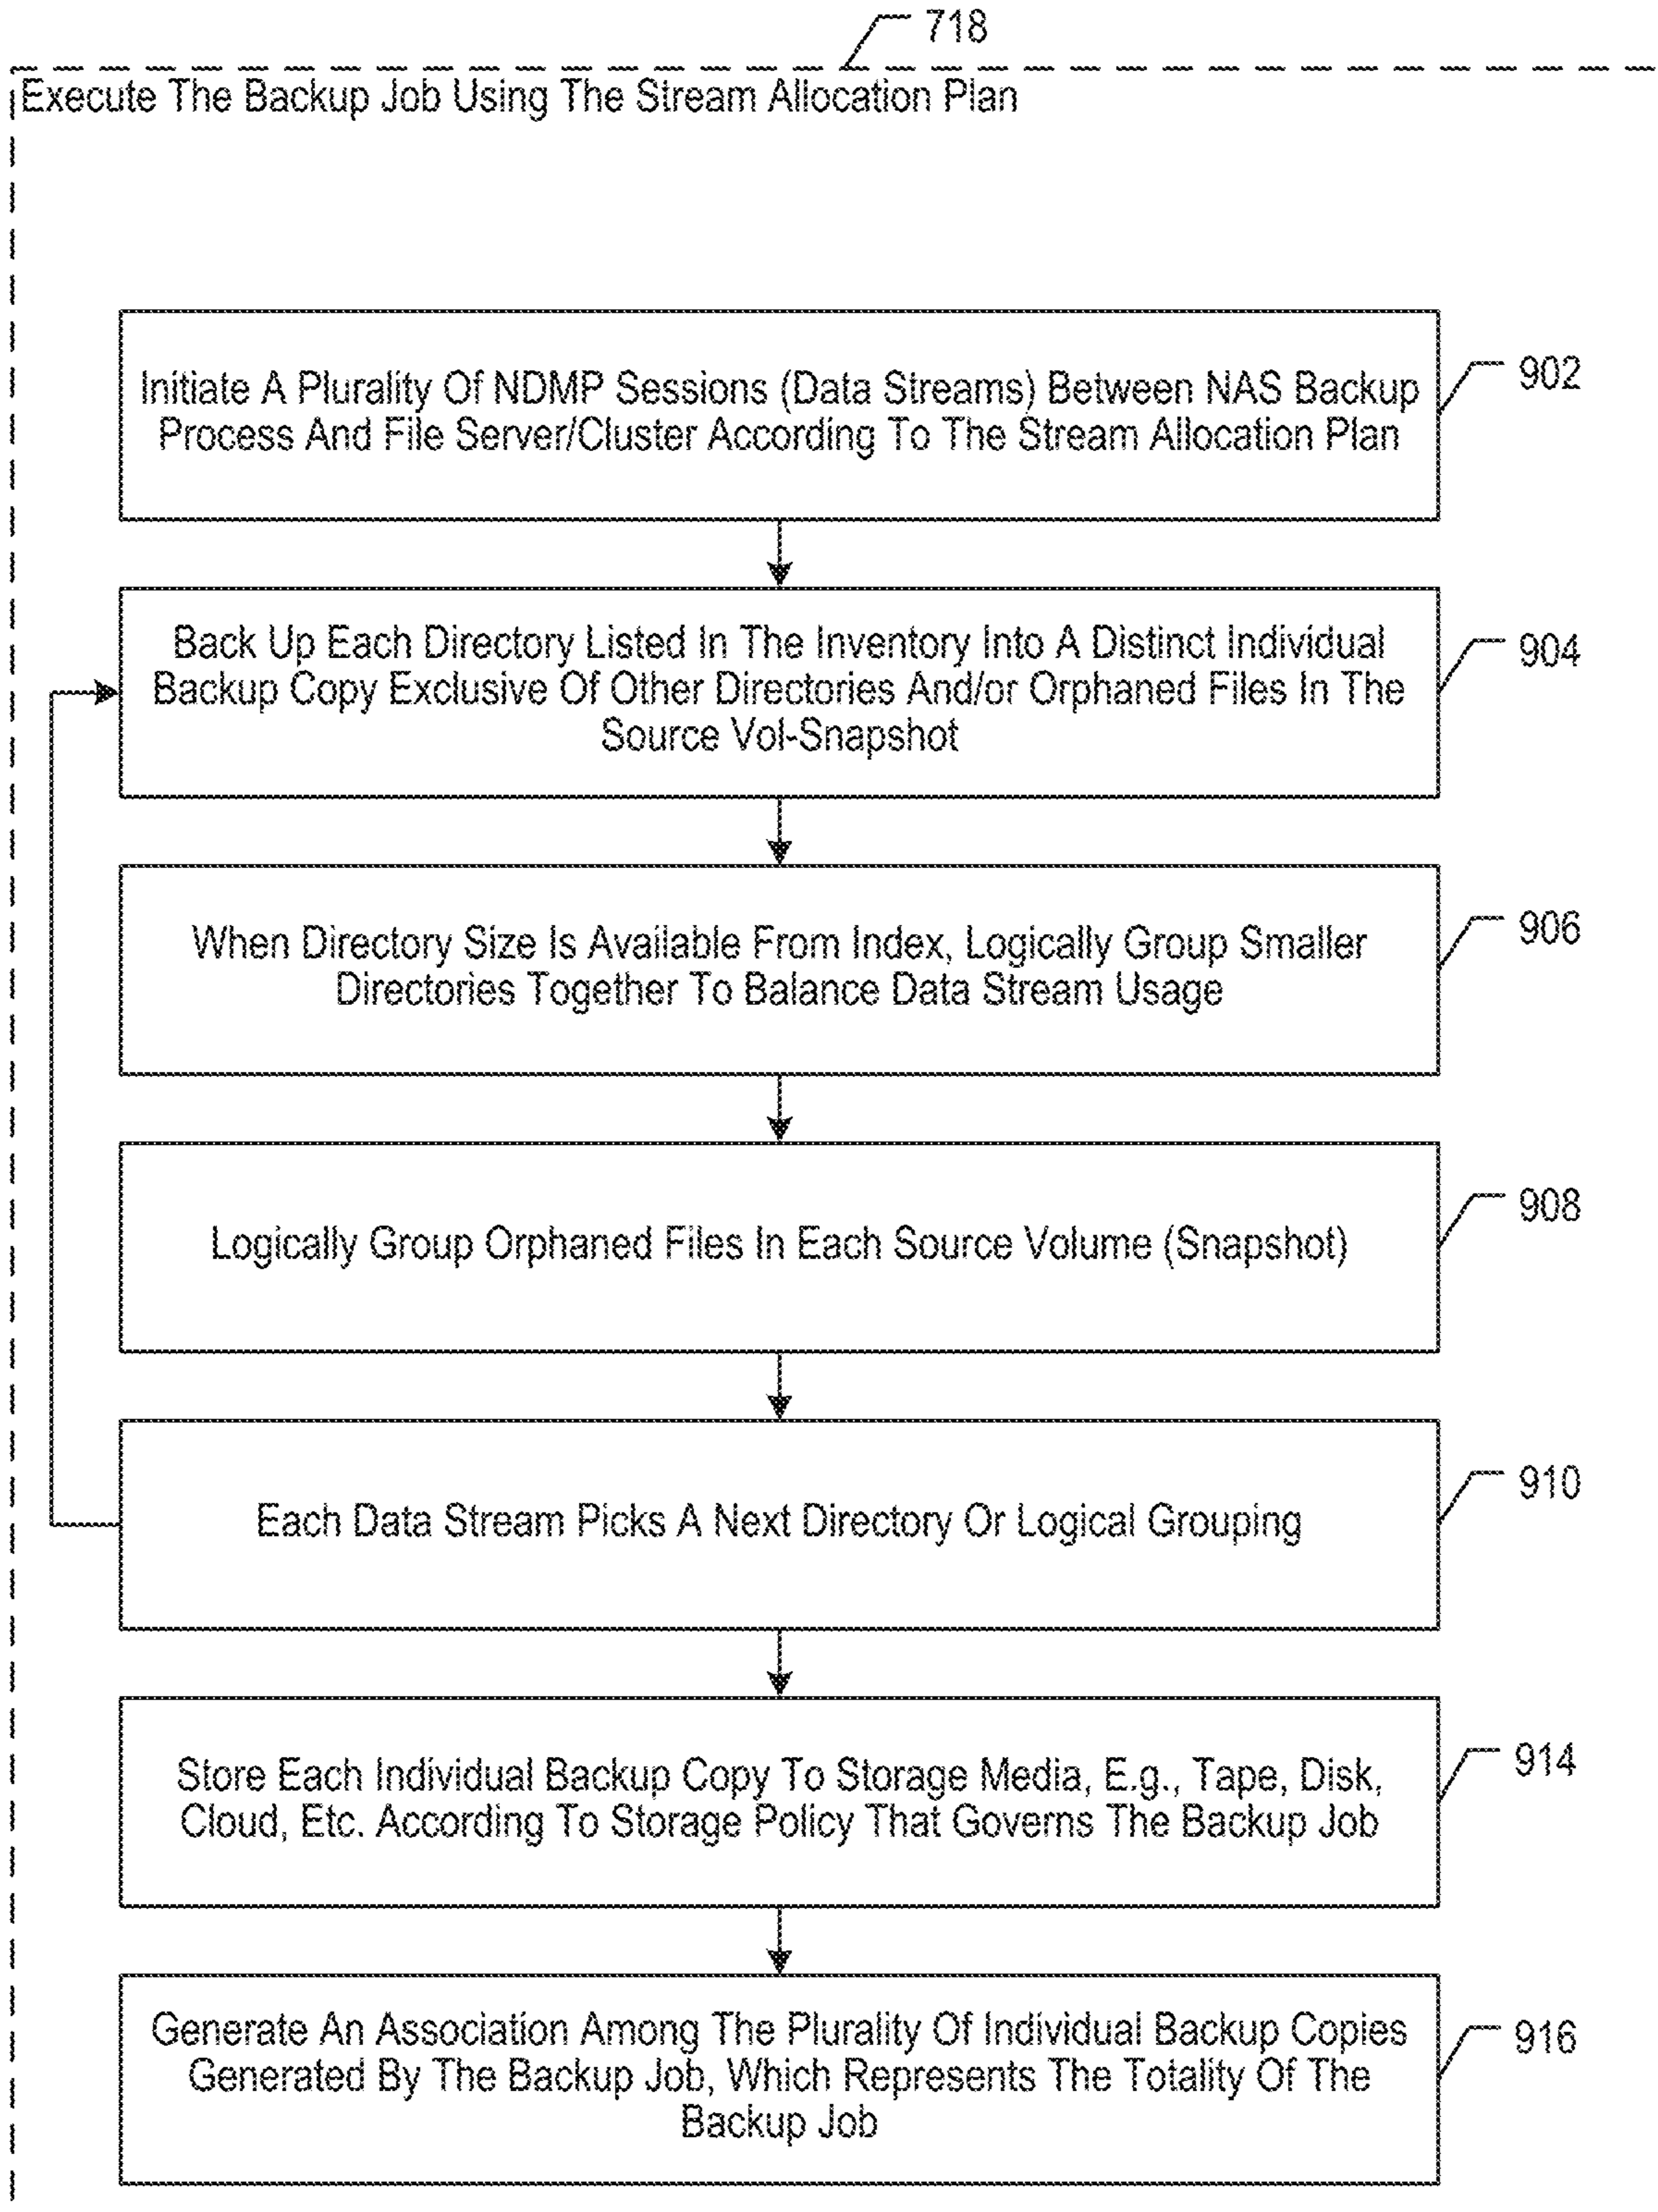 718
Execute The Backup Job Using The Stream Allocation Plan
Initiate A Plurality Of NDMP Sessions (Data Streams) Between NAS Backup
Process And File Server/Cluster According To The Stream Allocation Plan
902
Back Up Each Directory Listed In The Inventory Into A Distinct Individual
Backup Copy Exclusive Of Other Directories And/or Orphaned Files In The
Source Vol-Snapshot
904
When Directory Size Is Available From Index, Logically Group Smaller
Directories Together To Balance Data Stream Usage
906
Logically Group Orphaned Files In Each Source Volume (Snapshot)
908
Each Data Stream Picks A Next Directory Or Logical Grouping
910
Store Each Individual Backup Copy To Storage Media, E.g., Tape, Disk,
Cloud, Etc. According To Storage Policy That Governs The Backup Job
914
Generate An Association Among The Plurality Of Individual Backup Copies
Generated By The Backup Job, Which Represents The Totality Of The
Backup Job
916